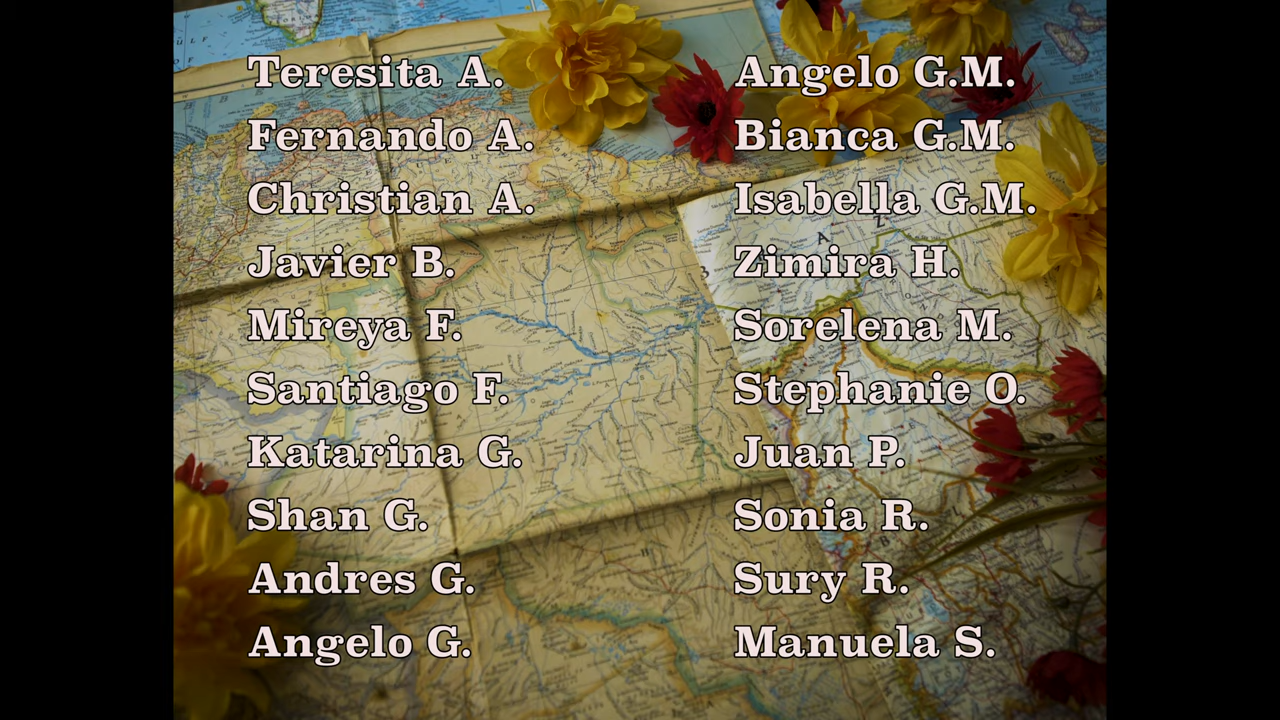 Teresita A.
Fernando A.
Christian A.
Javier B.
Mireya F.
Santiago F.
Katarina G.
Shan G.
Andres G.
Angelo G.
Angelo G.M.
Bianca G.M.
Isabella G.M.
Zimira H.
Sorelena M.
Stephanie O.
Juan P.
Sonia R.
Sury R.
Manuela S.